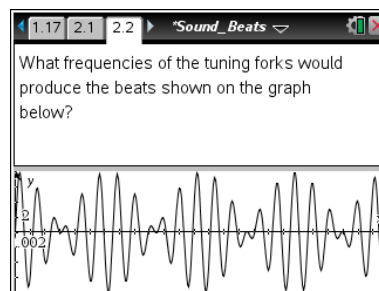 1.17 2.1 2.2 *Sound_Beats
What frequencies of the tuning forks would
produce the beats shown on the graph
below?
y
2
.002